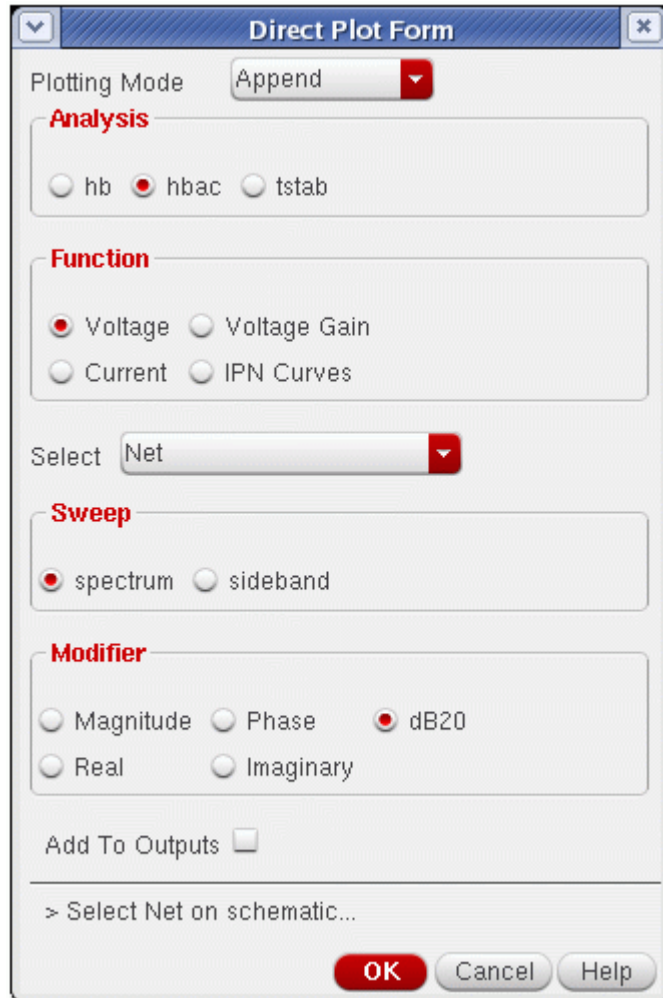 Direct Plot Form
Plotting Mode Append
Analysis
hb hbac tstab
Function
Voltage Voltage Gain
Current IPN Curves
Select Net
Sweep
spectrum sideband
Modifier
Magnitude Phase dB20
Real Imaginary
Add To Outputs
> Select Net on schematic...
OK Cancel Help